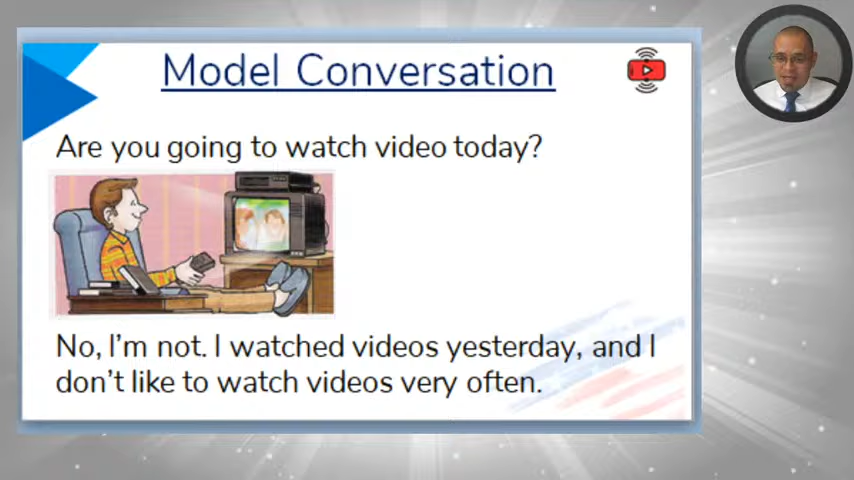 Model Conversation
Are you going to watch video today?
No, I'm not. I watched videos yesterday, and I
don't like to watch videos very often.